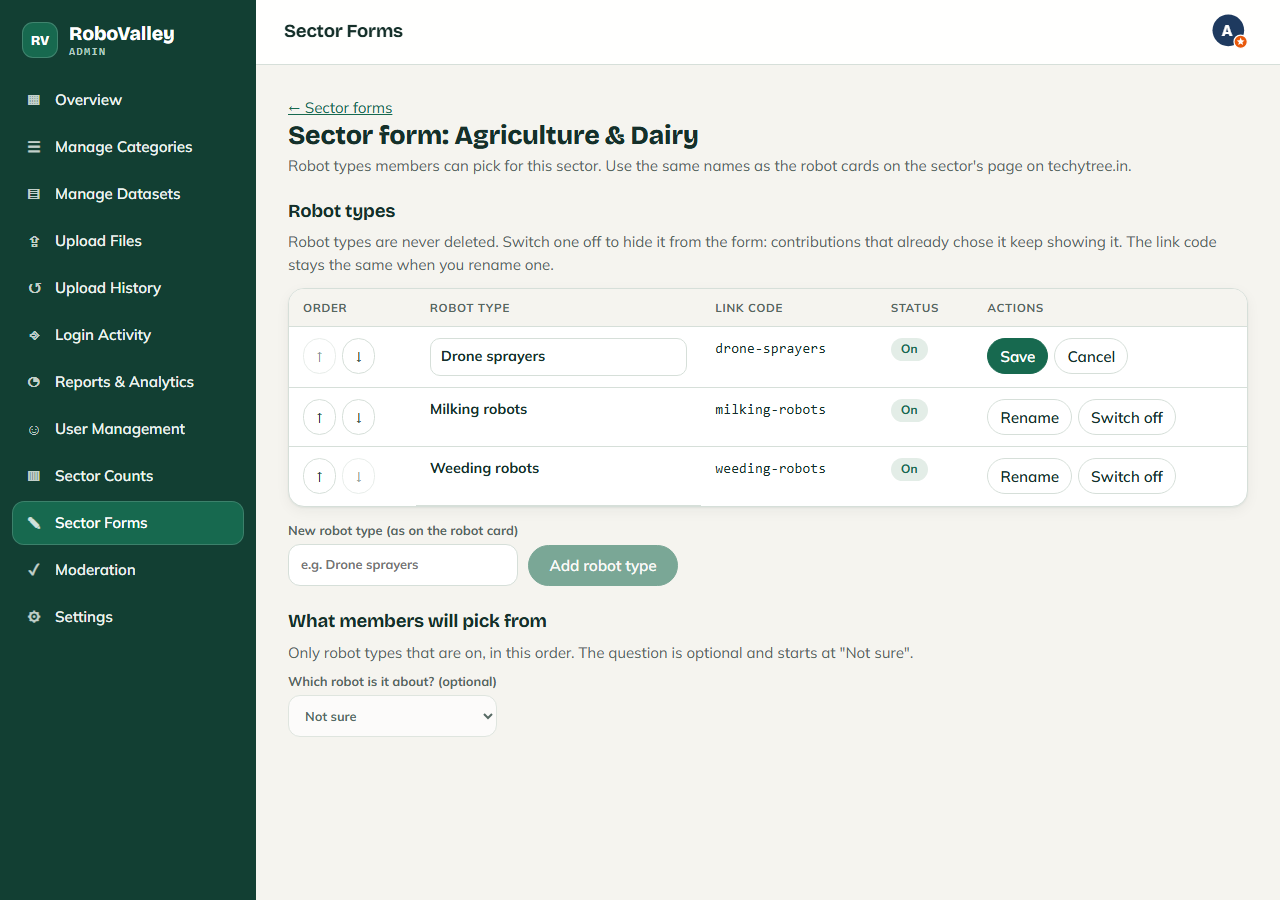 RV
RoboValley
ADMIN
Overview
Manage Categories
Manage Datasets
Upload Files
Upload History
Login Activity
Reports & Analytics
User Management
Sector Counts
Sector Forms
Moderation
Settings
Sector Forms
A
← Sector forms
Sector form: Agriculture & Dairy
Robot types members can pick for this sector. Use the same names as the robot cards on the sector's page on techytree.in.
Robot types
Robot types are never deleted. Switch one off to hide it from the form: contributions that already chose it keep showing it. The link code
stays the same when you rename one.
ORDER ROBOT TYPE LINK CODE STATUS ACTIONS
↑ ↓ Drone sprayers drone-sprayers On Save Cancel
↑ ↓ Milking robots milking-robots On Rename Switch off
↑ ↓ Weeding robots weeding-robots On Rename Switch off
New robot type (as on the robot card)
e.g. Drone sprayers Add robot type
What members will pick from
Only robot types that are on, in this order. The question is optional and starts at "Not sure".
Which robot is it about? (optional)
Not sure